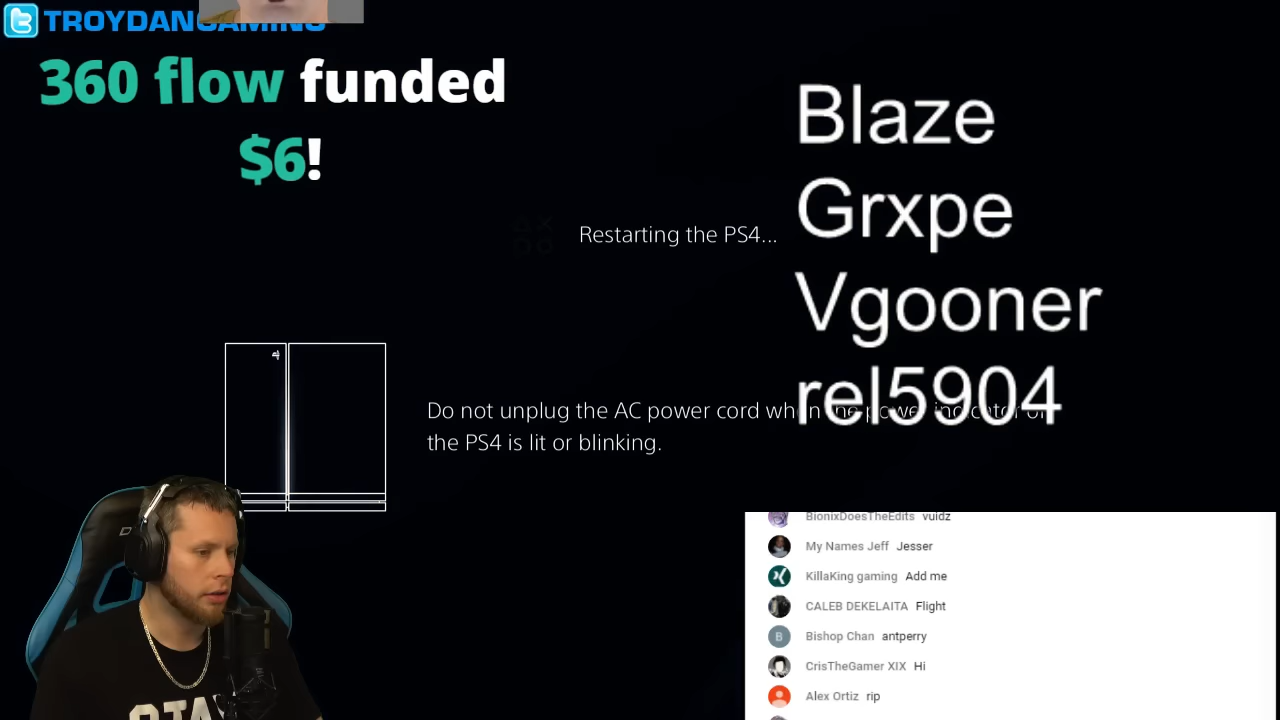 TROYDANGAMING
360 flow funded
$6!
Blaze
Grxpe
Vgooner
rel5904
Restarting the PS4...
Do not unplug the AC power cord when the power indicator on
the PS4 is lit or blinking.
BionixDoesTheEdits vuidz
My Names Jeff Jesser
KillaKing gaming Add me
CALEB DEKELAITA Flight
B
Bishop Chan antperry
CrisTheGamer XIX Hi
Alex Ortiz rip